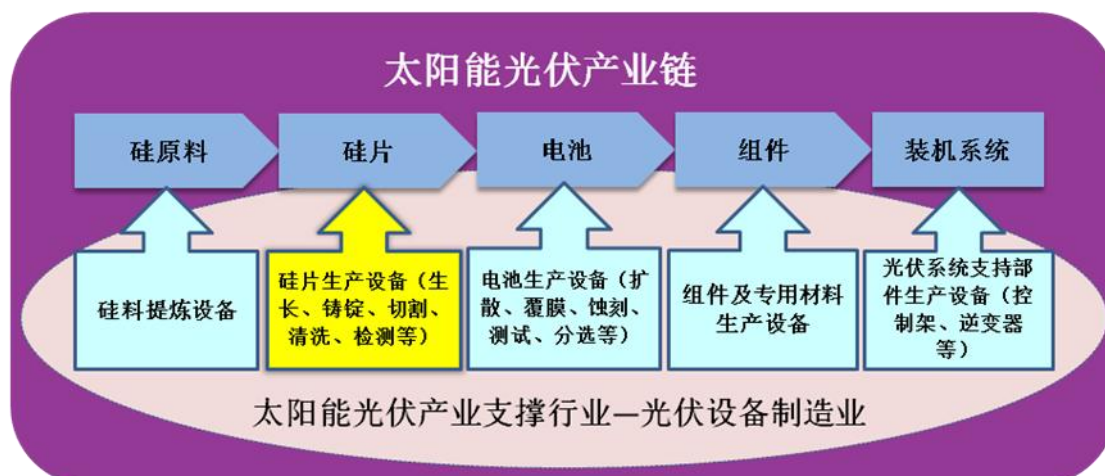 太阳能光伏产业链
硅原料
硅片
电池
组件
装机系统
硅料提炼设备
硅片生产设备（生
长、铸锭、切割、
清洗、检测等）
电池生产设备（扩
散、覆膜、蚀刻、
测试、分选等）
组件及专用材料
生产设备
光伏系统支持部
件生产设备（控
制架、逆变器
等）
太阳能光伏产业支撑行业—光伏设备制造业